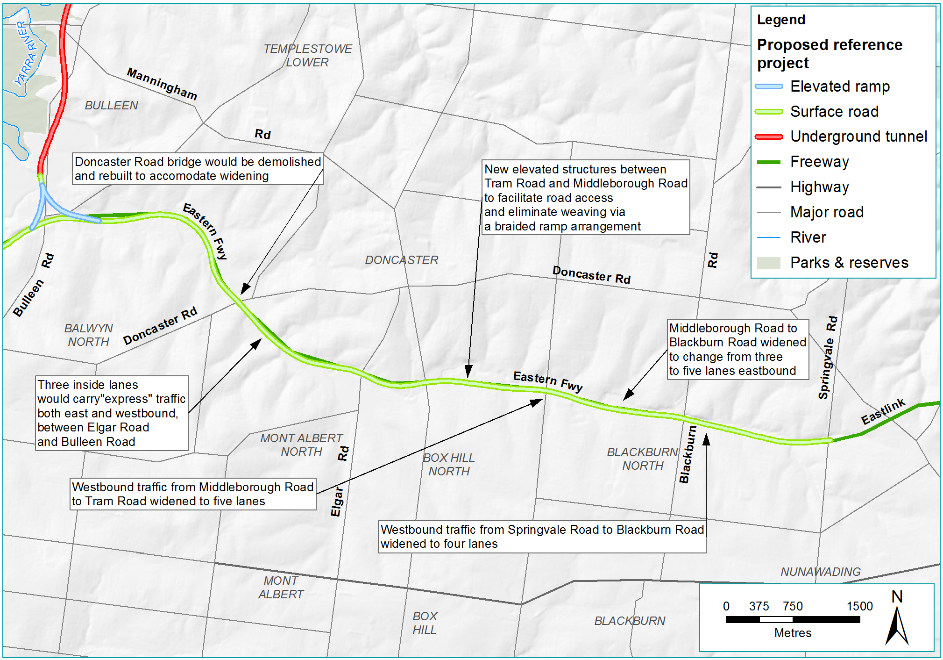 YARRA RIVER
TEMPLESTOWE
LOWER
Manningham
Rd
BULLEEN
Doncaster Road bridge would be demolished
and rebuilt to accomodate widening
New elevated structures between
Tram Road and Middleborough Road
to facilitate road access
and eliminate weaving via
a braided ramp arrangement
Legend
Proposed reference
project
Elevated ramp
Surface road
Underground tunnel
Freeway
Highway
Major road
River
Parks & reserves
Eastern Fwy
Bulleen Rd
DONCASTER
Doncaster Rd
Rd
BALWYN
NORTH
Doncaster Rd
Middleborough Road to
Blackburn Road widened
to change from three
to five lanes eastbound
Springvale Rd
Three inside lanes
would carry"express" traffic
both east and westbound,
between Elgar Road
and Bulleen Road
Eastern Fwy
Eastlink
MONT ALBERT
NORTH
Elgar Rd
BOX HILL
NORTH
BLACKBURN
NORTH
Blackburn
Westbound traffic from Middleborough Road
to Tram Road widened to five lanes
Westbound traffic from Springvale Road to Blackburn Road
widened to four lanes
MONT
ALBERT
BOX
HILL
BLACKBURN
NUNAWADING
0 375 750 1500
Metres
N